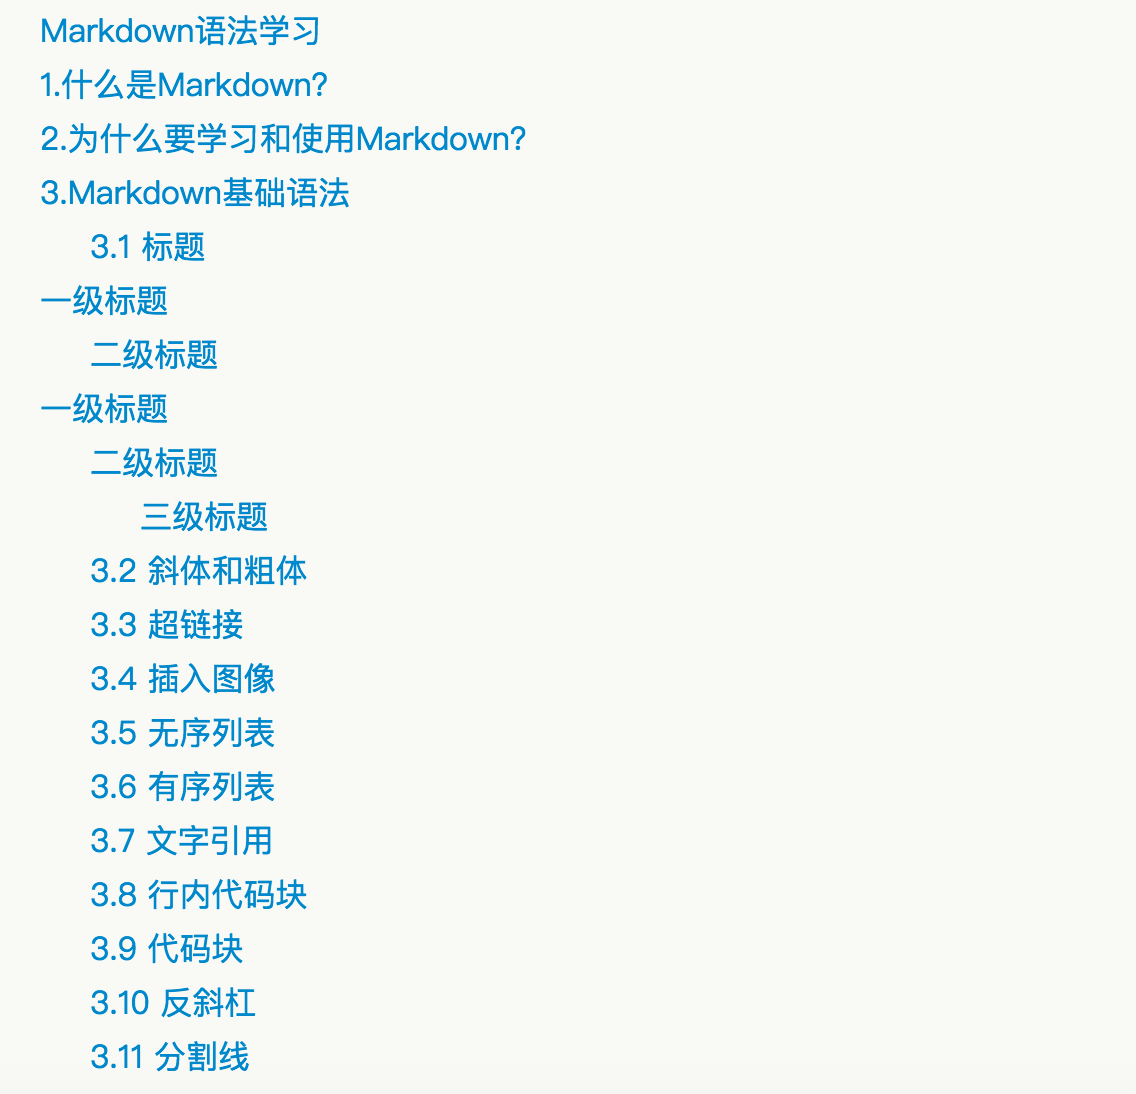 Markdown语法学习
1.什么是Markdown?
2.为什么要学习和使用Markdown?
3.Markdown基础语法
3.1 标题
一级标题
二级标题
一级标题
二级标题
三级标题
3.2 斜体和粗体
3.3 超链接
3.4 插入图像
3.5 无序列表
3.6 有序列表
3.7 文字引用
3.8 行内代码块
3.9 代码块
3.10 反斜杠
3.11 分割线